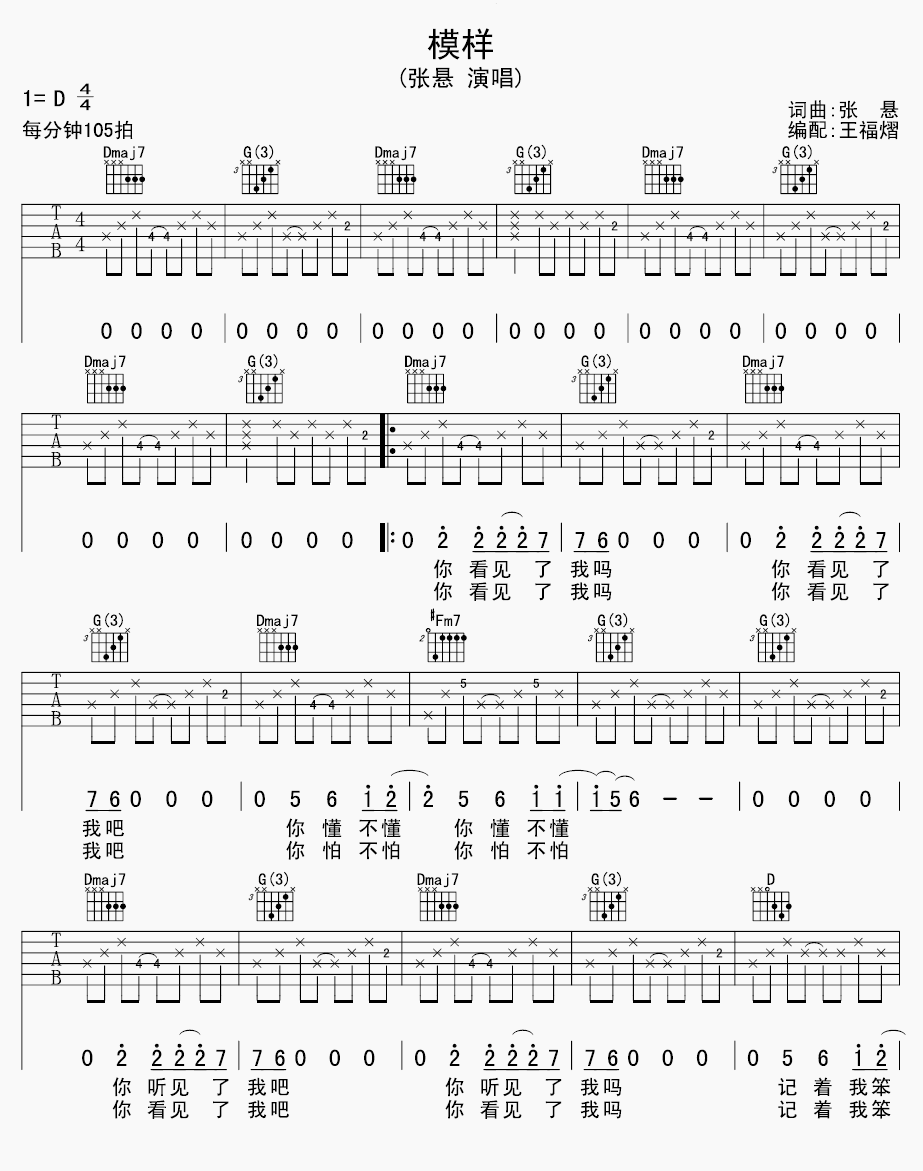 模样
(张悬 演唱)
1= D 4/4
每分钟105拍
词曲:张 悬
编配:王福熠
Dmaj7 G(3) Dmaj7 G(3) Dmaj7 G(3)
3 3 3
T A B 4 4 4 4 2 4 4 2 4 4 2
0 0 0 0 0 0 0 0 0 0 0 0 0 0 0 0 0 0 0 0 0 0 0 0
Dmaj7 G(3) Dmaj7 G(3) Dmaj7
3 3
T A B 4 4 2 4 4 2 4 4
0 0 0 0 0 0 0 0 0 2 2 2 2 7 7 6 0 0 0 0 2 2 2 2 7
你 看见 了 我吗 你 看见 了
你 看见 了 我吗 你 看见 了
G(3) Dmaj7 #Fm7 G(3) G(3)
3 2 3 3
T A B 2 4 4 5 5 2
7 6 0 0 0 0 5 6 1 2 2 5 6 1 1 1 5 6 - - 0 0 0 0
我吧 你 懂 不懂 你 懂 不懂
我吧 你 怕 不怕 你 怕 不怕
Dmaj7 G(3) Dmaj7 G(3) D
3 3
T A B 4 4 2 4 4 2
0 2 2 2 2 7 7 6 0 0 0 0 2 2 2 2 7 7 6 0 0 0 0 5 6 1 2
你 听见 了 我吧 你 听见 了 我吗 记 着 我笨
你 看见 了 我吧 你 看见 了 我吗 记 着 我笨